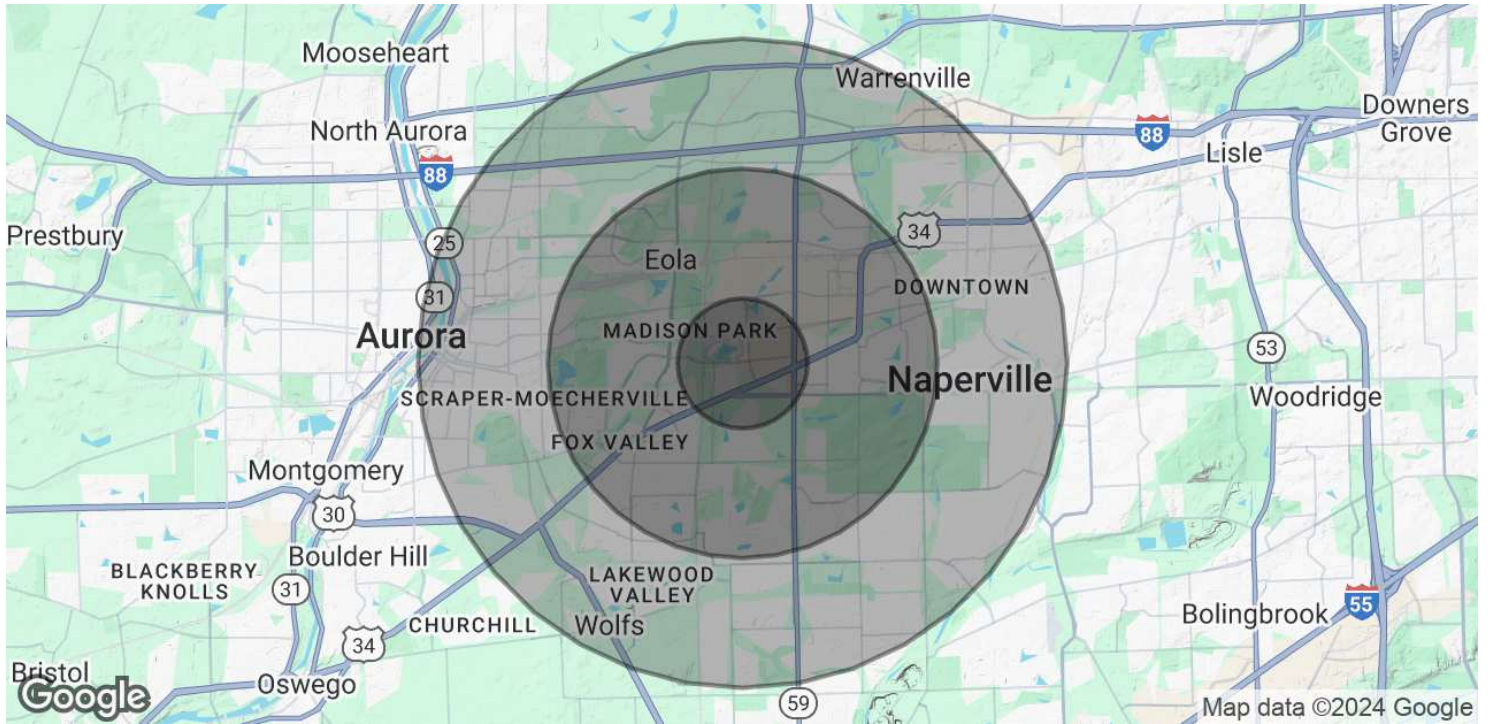 Mooseheart
Warrenville
Downers
Grove
North Aurora
88
Lisle
88
Prestbury
25
34
Eola
DOWNTOWN
31
MADISON PARK
Aurora
53
Naperville
SCRAPER-MOECHERVILLE
Woodridge
FOX VALLEY
Montgomery
30
Boulder Hill
BLACKBERRY
KNOLLS
31
LAKEWOOD
VALLEY
55
Bolingbrook
CHURCHILL
Wolfs
34
Bristol
Oswego
Google
59
Map data ©2024 Google